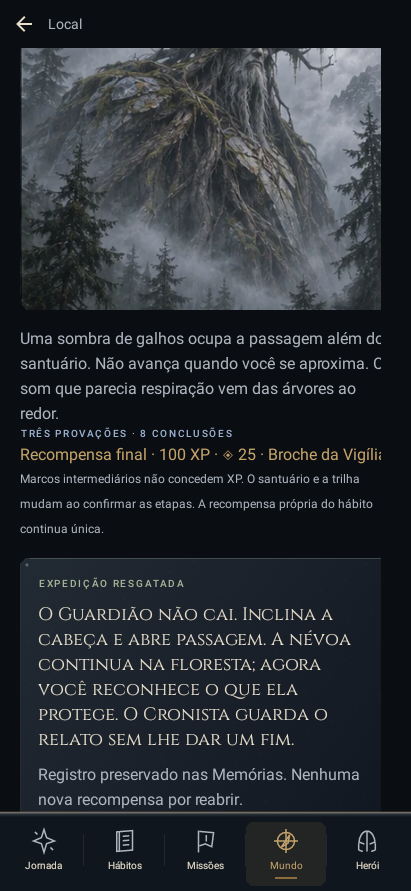 Local
Uma sombra de galhos ocupa a passagem além do
santuário. Não avança quando você se aproxima. O
som que parecia respiração vem das árvores ao
redor.
TRÊS PROVAÇÕES · 8 CONCLUSÕES
Recompensa final · 100 XP · 25 · Broche da Vigília
Marcos intermediários não concedem XP. O santuário e a trilha
mudam ao confirmar as etapas. A recompensa própria do hábito
continua única.
EXPEDIÇÃO RESGATADA
O Guardião não cai. Inclina a
cabeça e abre passagem. A névoa
continua na floresta; agora
você reconhece o que ela
protege. O Cronista guarda o
relato sem lhe dar um fim.
Registro preservado nas Memórias. Nenhuma
nova recompensa por reabrir.
Jornada
Hábitos
Missões
Mundo
Herói